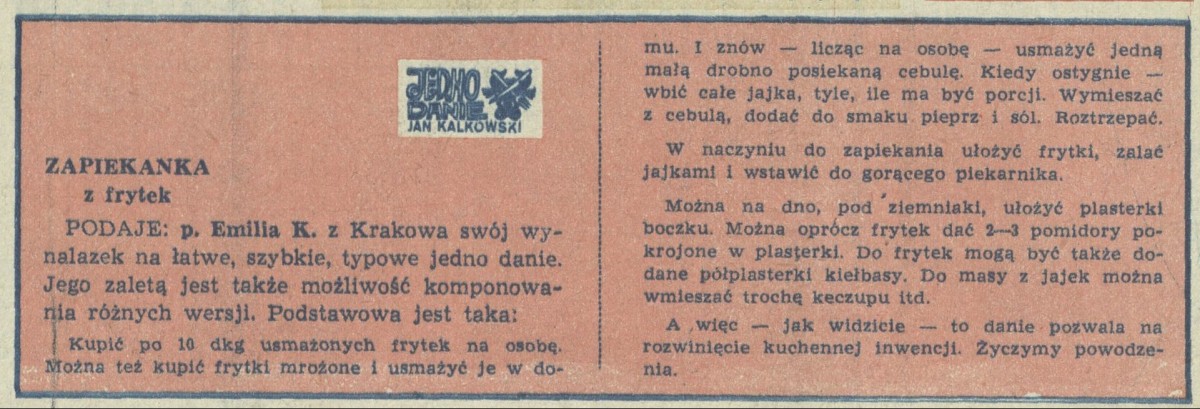 JEDNO
DANIE
JAN KALKOWSKI
ZAPIEKANKA
z frytek
PODAJE: p. Emilia K. z Krakowa swój wy-
nalazek na łatwe, szybkie, typowe jedno danie.
Jego zaletą jest także możliwość komponowa-
nia różnych wersji. Podstawowa jest taka:
Kupić po 10 dkg usmażonych frytek na osobę.
Można też kupić frytki mrożone i usmażyć je w do-
mu. I znów — licząc na osobę — usmażyć jedną
małą drobno posiekaną cebulę. Kiedy ostygnie —
wbić całe jajka, tyle, ile ma być porcji. Wymieszać
z cebulą, dodać do smaku pieprz i sól. Roztrzepać.
W naczyniu do zapiekania ułożyć frytki, zalać
jajkami i wstawić do gorącego piekarnika.
Można na dno, pod ziemniaki, ułożyć plasterki
boczku. Można oprócz frytek dać 2—3 pomidory po-
krojone w plasterki. Do frytek mogą być także do-
dane półplasterki kiełbasy. Do masy z jajek można
wmieszać trochę keczupu itd.
A więc — jak widzicie — to danie pozwala na
rozwinięcie kuchennej inwencji. Życzymy powodze-
nia.